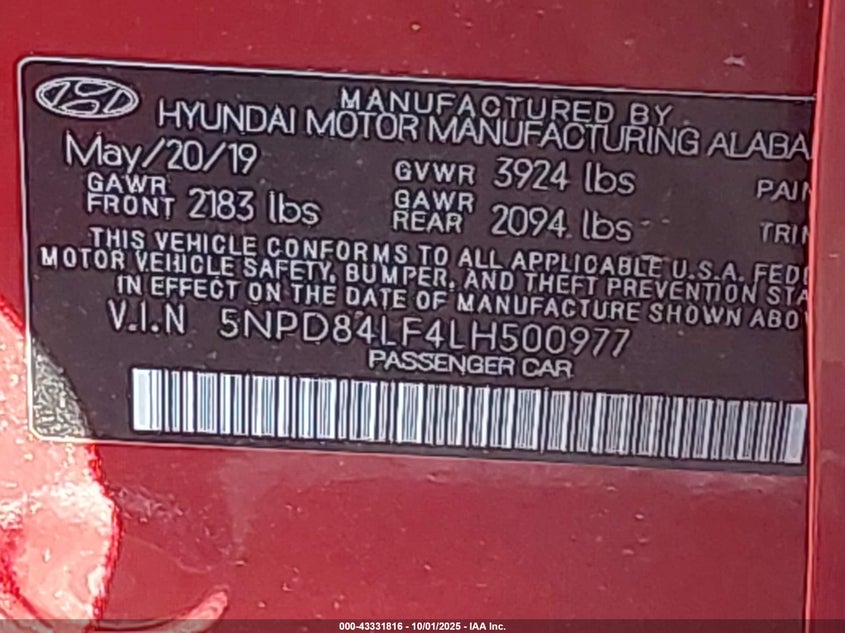 MANUFACTURED BY
HYUNDAI MOTOR MANUFACTURING ALABA
May/20/19 GVWR 3924 lbs PAIN
GAWR FRONT 2183 lbs GAWR REAR 2094 lbs TRIM
THIS VEHICLE CONFORMS TO ALL APPLICABLE U.S.A. FED
MOTOR VEHICLE SAFETY, BUMPER, AND THEFT PREVENTION STA
IN EFFECT ON THE DATE OF MANUFACTURE SHOWN ABO
V.I.N 5NPD84LF4LH500977
PASSENGER CAR
000-43331816 - 10/01/2025 - IAA Inc.